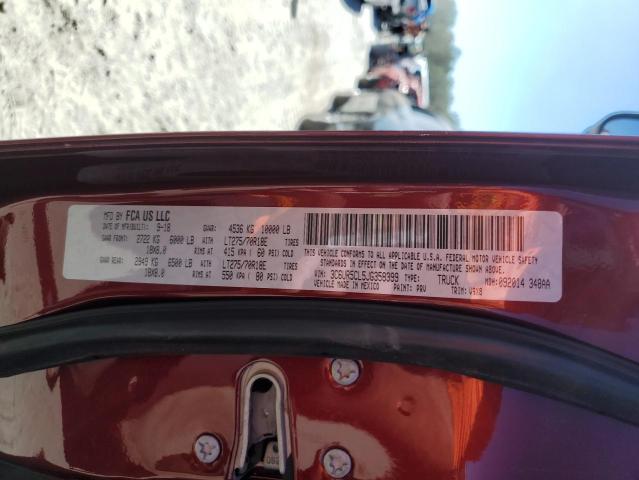 MFD BY FCA US LLC
DATE OF MFR(BUILT): 9-18 GVWR: 4536 KG 10000 LB
GAWR FRONT: 2722 KG 6000 LB WITH LT275/70R18E TIRES
18X8.0 RIMS AT 415 KPA ( 60 PSI) COLD
GAWR REAR: 2949 KG 6500 LB WITH LT275/70R18E TIRES
18X8.0 RIMS AT 550 KPA ( 80 PSI) COLD
THIS VEHICLE CONFORMS TO ALL APPLICABLE U.S.A. FEDERAL MOTOR VEHICLE SAFETY
STANDARDS IN EFFECT ON THE DATE OF MANUFACTURE SHOWN ABOVE.
VIN: TYPE: TRUCK MDH: 092014 348AA
VEHICLE MADE IN MEXICO PAINT: PRV TRIM: V9X8